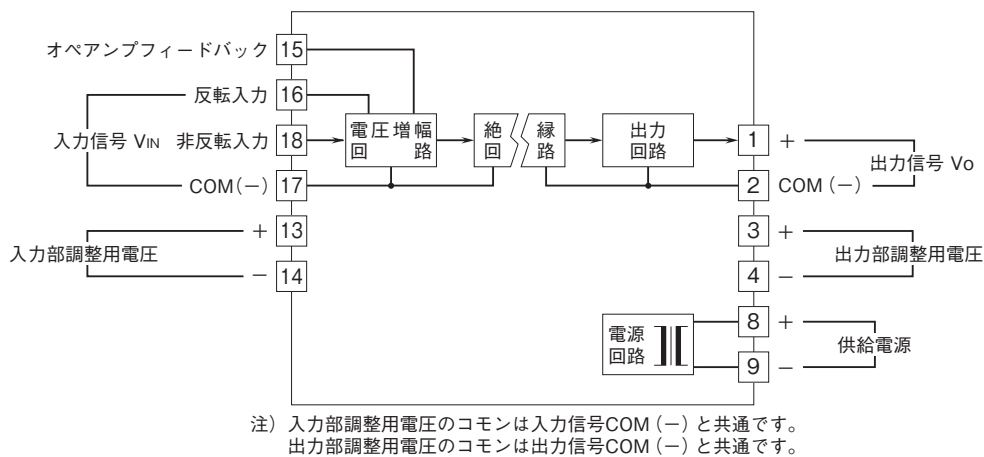 オペアンプフィードバック 15
反転入力 16
入力信号 VIN 非反転入力 18
COM(−) 17
電圧増幅
回路
絶縁
回路
出力
回路
1 +
2 COM(−)
出力信号 Vo
+ 13
入力部調整用電圧
− 14
3 +
出力部調整用電圧
4 −
電源
回路
8 +
供給電源
9 −
注)入力部調整用電圧のコモンは入力信号COM(−)と共通です。
出力部調整用電圧のコモンは出力信号COM(−)と共通です。